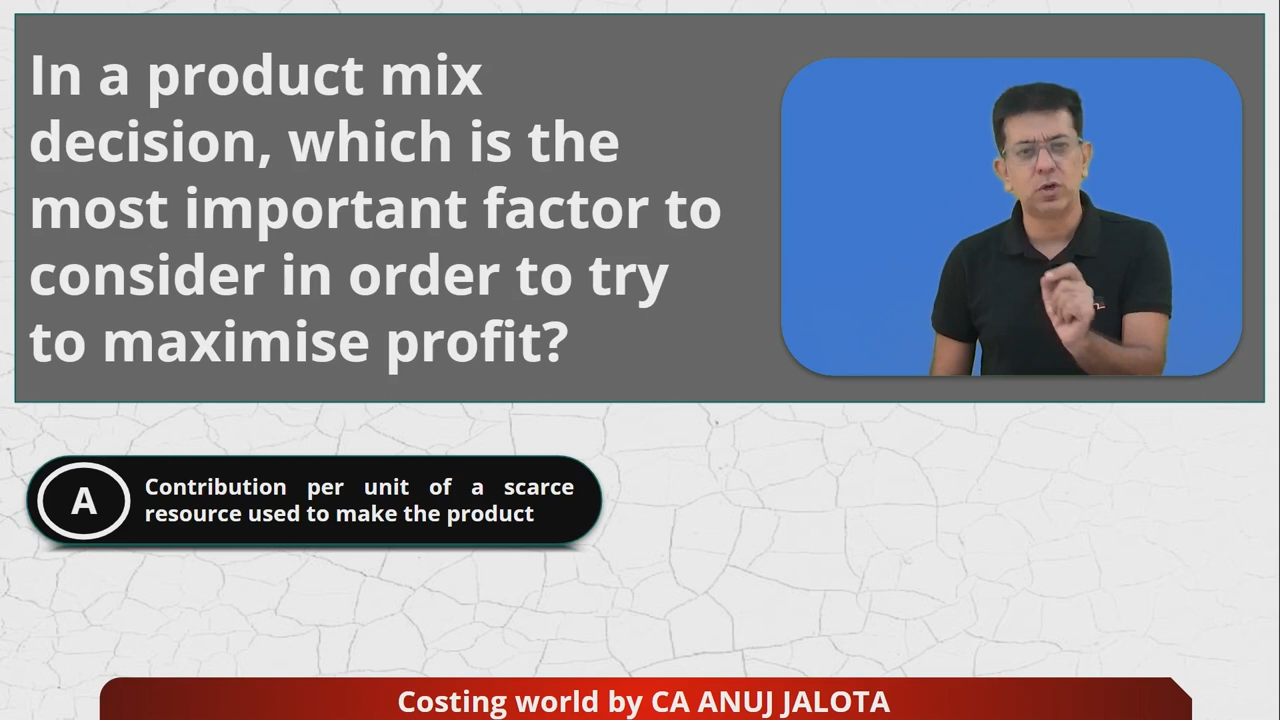 In a product mix
decision, which is the
most important factor to
consider in order to try
to maximise profit?
A
Contribution per unit of a scarce
resource used to make the product
Costing world by CA ANUJ JALOTA